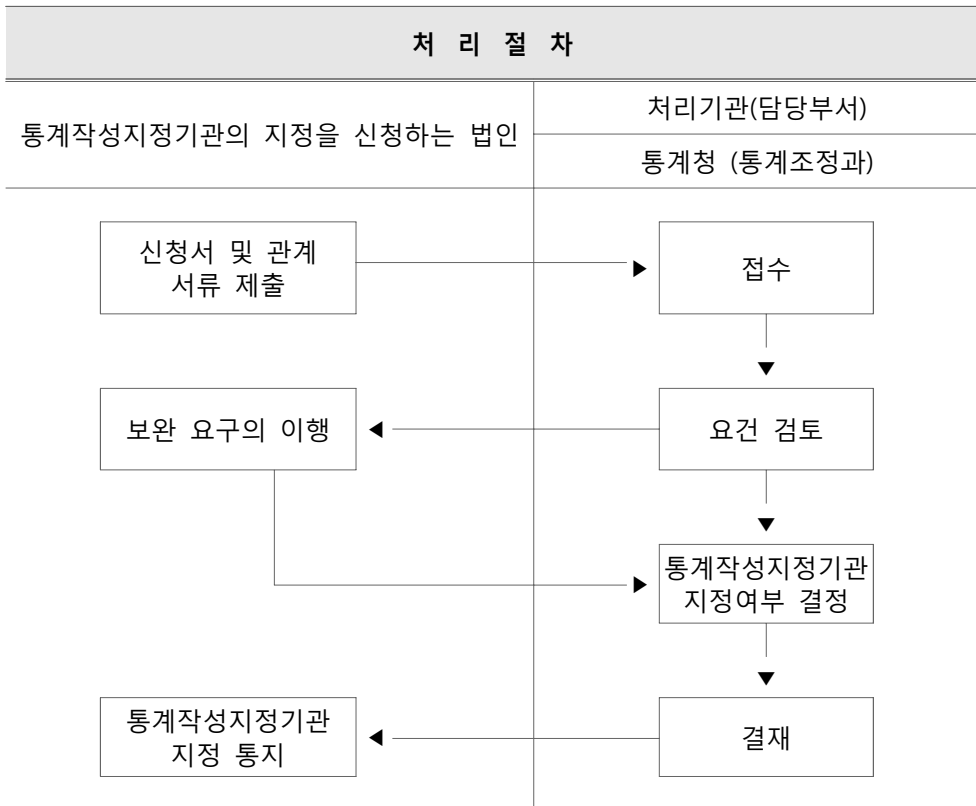 처 리 절 차
통계작성지정기관의 지정을 신청하는 법인
처리기관(담당부서)
통계청 (통계조정과)
신청서 및 관계
서류 제출
접수
보완 요구의 이행
요건 검토
통계작성지정기관
지정여부 결정
통계작성지정기관
지정 통지
결재